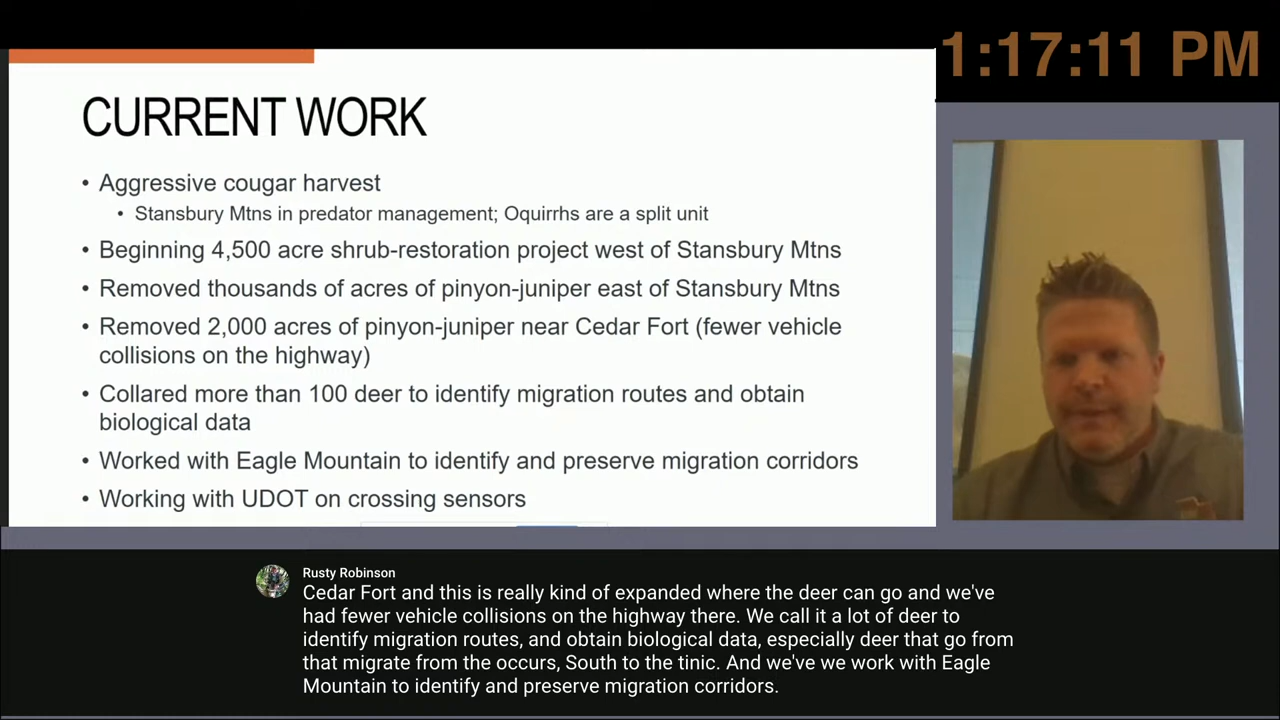 1:17:11 PM
CURRENT WORK
• Aggressive cougar harvest
• Stansbury Mtns in predator management; Oquirrhs are a split unit
• Beginning 4,500 acre shrub-restoration project west of Stansbury Mtns
• Removed thousands of acres of pinyon-juniper east of Stansbury Mtns
• Removed 2,000 acres of pinyon-juniper near Cedar Fort (fewer vehicle
collisions on the highway)
• Collared more than 100 deer to identify migration routes and obtain
biological data
• Worked with Eagle Mountain to identify and preserve migration corridors
• Working with UDOT on crossing sensors
Rusty Robinson
Cedar Fort and this is really kind of expanded where the deer can go and we've
had fewer vehicle collisions on the highway there. We call it a lot of deer to
identify migration routes, and obtain biological data, especially deer that go from
that migrate from the occurs, South to the tinic. And we've we work with Eagle
Mountain to identify and preserve migration corridors.